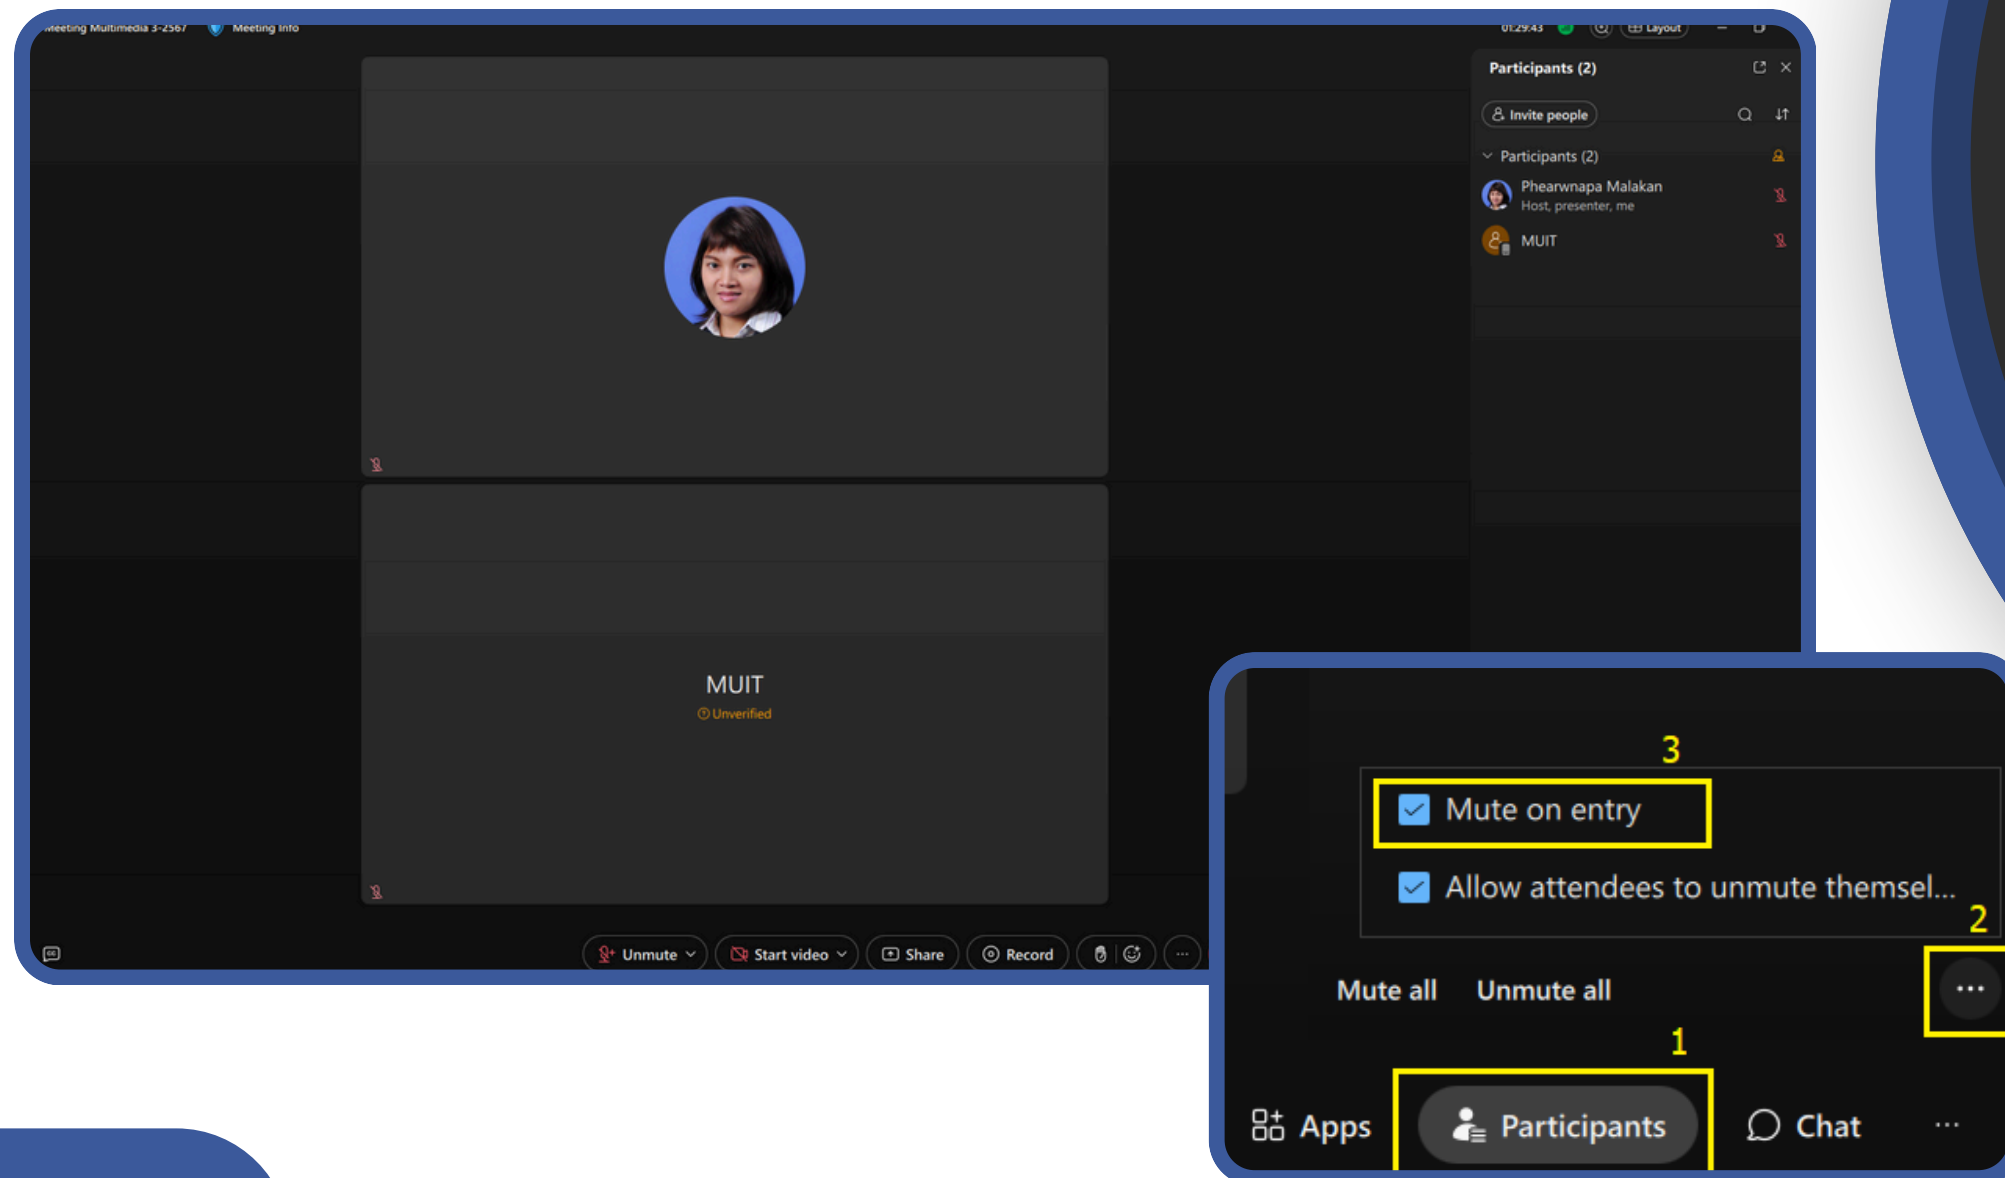 Meeting Multimedia 3-2567 Meeting Info
01:29:43 Layout
Participants (2)
Invite people
Participants (2)
Phearwnapa Malakan
Host, presenter, me
MUIT
MUIT
Unverified
Unmute Start video Share Record
3
Mute on entry
Allow attendees to unmute themsel...
2
Mute all Unmute all
1
Apps Participants Chat